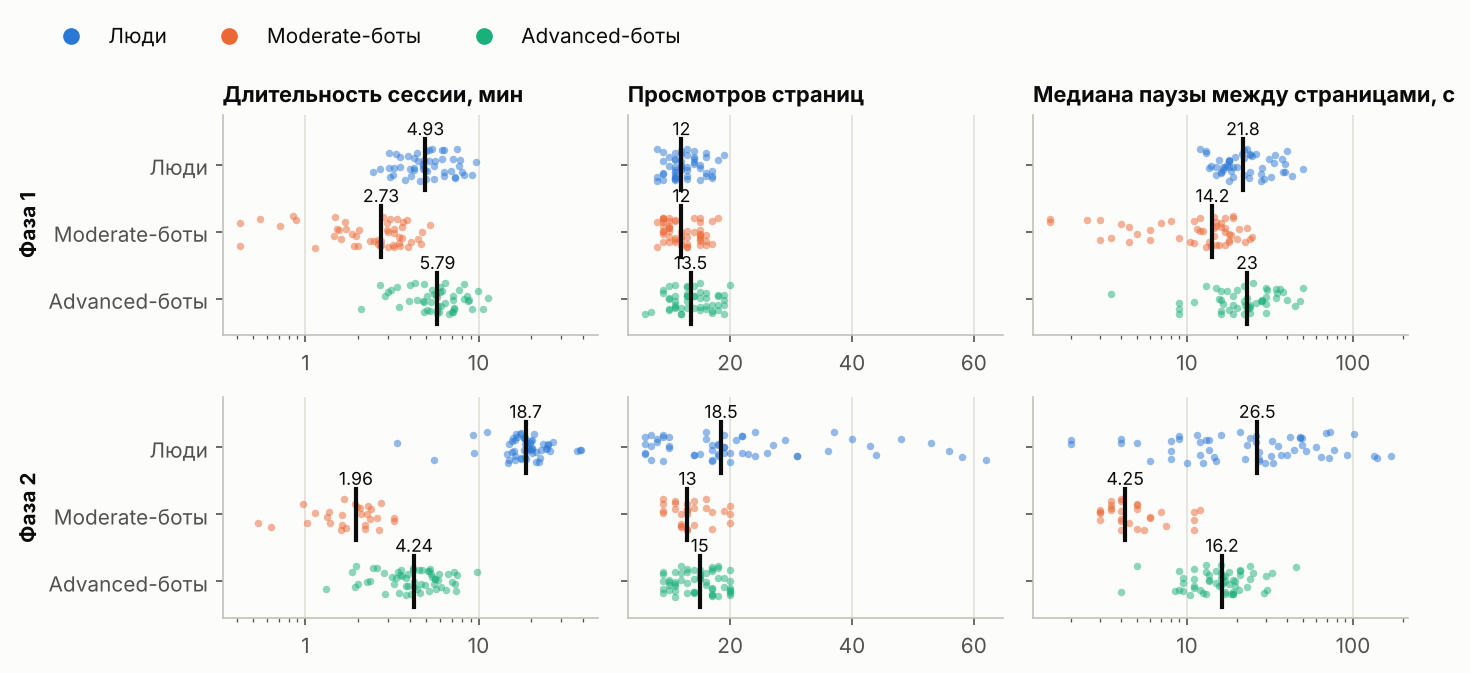 Люди Moderate-боты Advanced-боты
Длительность сессии, мин Просмотров страниц Медиана паузы между страницами, с
Фаза 1
4.93 12 21.8
Люди
2.73 12 14.2
Moderate-боты
5.79 13.5 23
Advanced-боты
1 10 20 40 60 10 100
Фаза 2
18.7 18.5 26.5
Люди
1.96 13 4.25
Moderate-боты
4.24 15 16.2
Advanced-боты
1 10 20 40 60 10 100